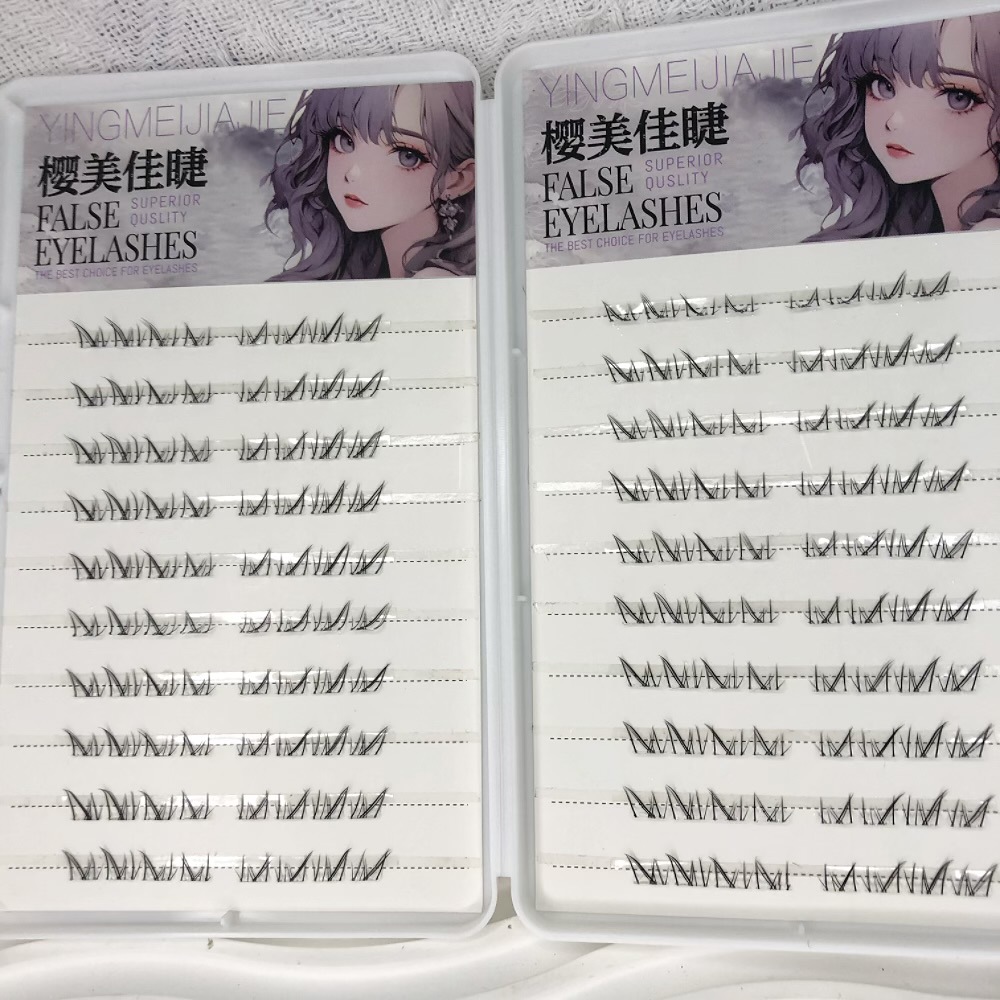 YINGMEIJIAJIE
樱美佳睫
FALSE
EYELASHES
SUPERIOR
QUSLITY
THE BEST CHOICE FOR EYELASHES
YINGMEIJIAJIE
樱美佳睫
FALSE
EYELASHES
SUPERIOR
QUSLITY
THE BEST CHOICE FOR EYELASHES